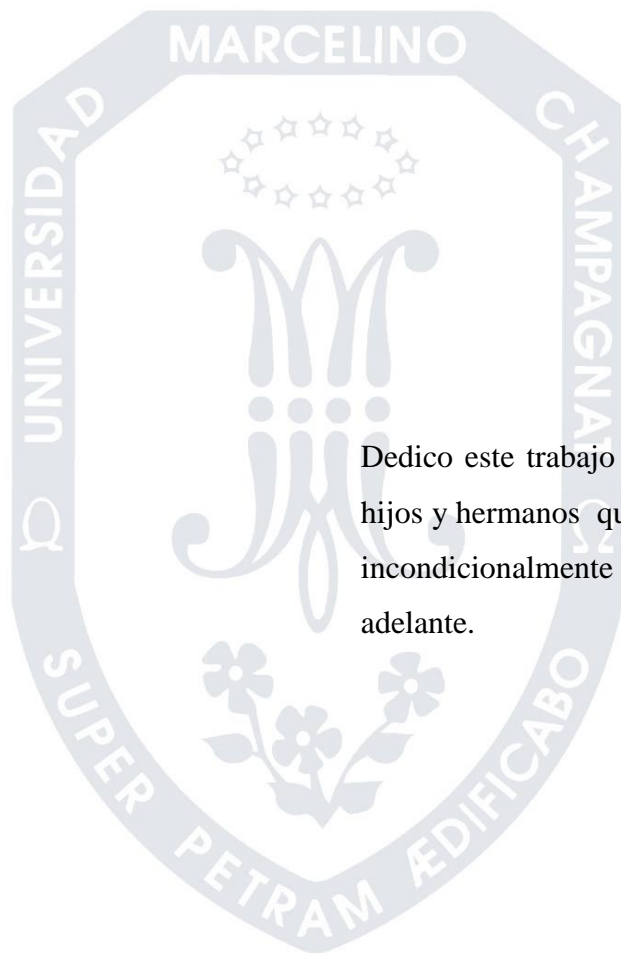 MARCELINO
UNIVERSIDAD
CHAMPAGNAT
Dedico este trabajo
hijos y hermanos
incondicionalmente
adelante.
SUPER PETRAM ÆDIFICABO